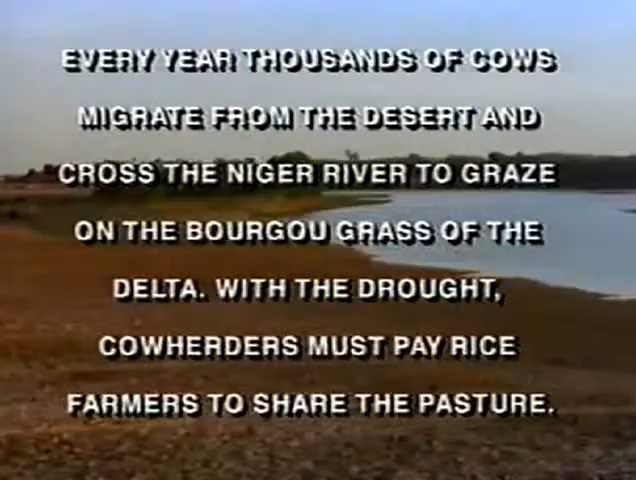 EVERY YEAR THOUSANDS OF COWS
MIGRATE FROM THE DESERT AND
CROSS THE NIGER RIVER TO GRAZE
ON THE BOURGOU GRASS OF THE
DELTA. WITH THE DROUGHT,
COWHERDERS MUST PAY RICE
FARMERS TO SHARE THE PASTURE.